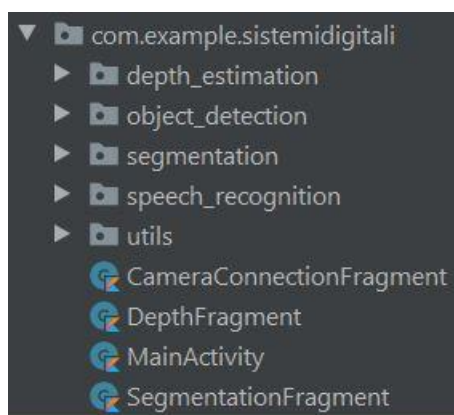 com.example.sistemidigitali
depth_estimation
object_detection
segmentation
speech_recognition
utils
CameraConnectionFragment
DepthFragment
MainActivity
SegmentationFragment